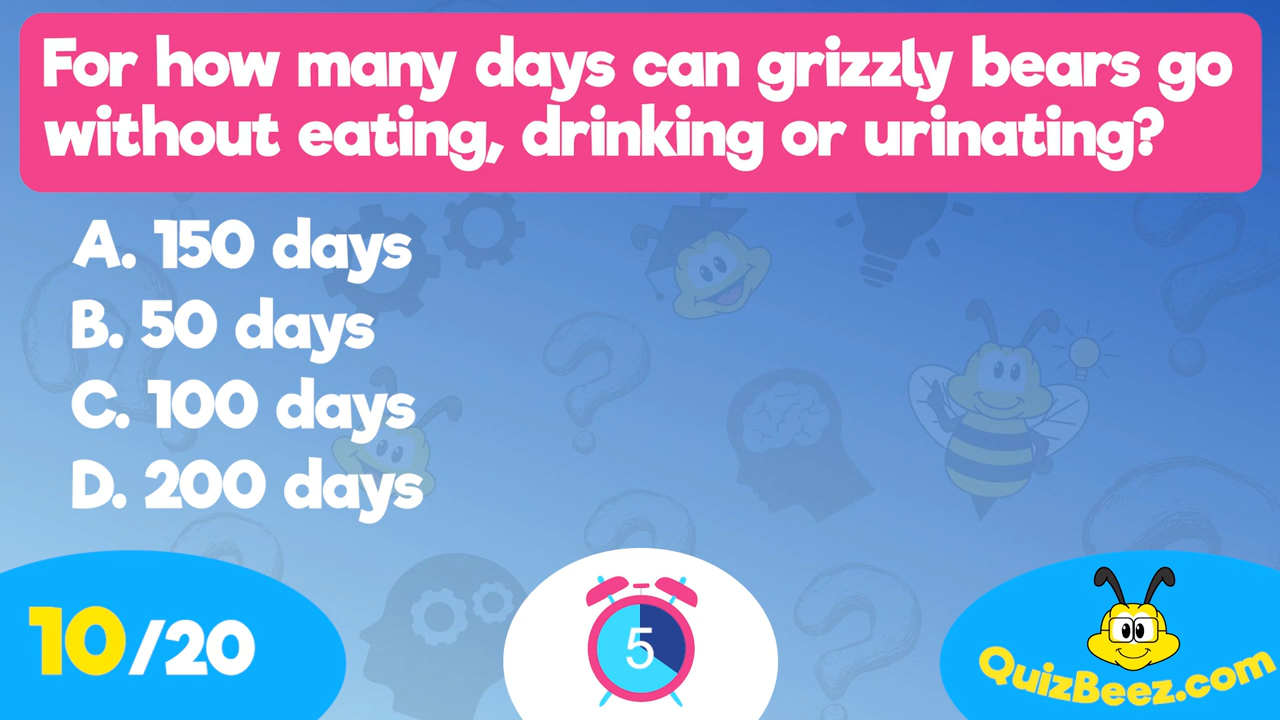 For how many days can grizzly bears go
without eating, drinking or urinating?
A. 150 days
B. 50 days
C. 100 days
D. 200 days
10/20
5
QuizBeez.com